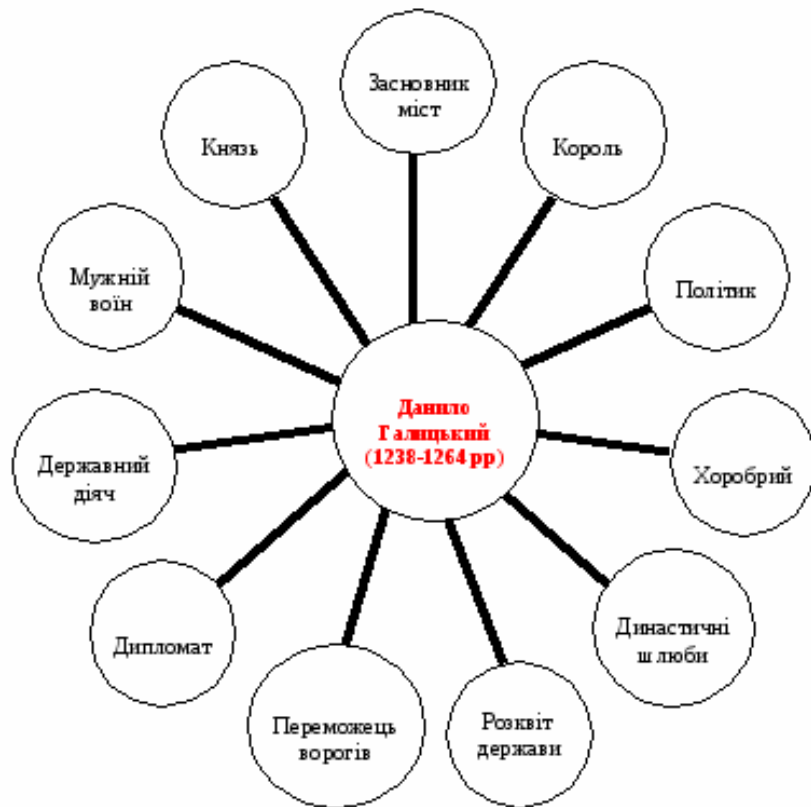 Засновник
міст
Король
Політик
Хоробрий
Династичні
шлюби
Розквіт
держави
Переможець
ворогів
Дипломат
Державний
діяч
Мужній
воїн
Князь
Данило
Галицький
(1238-1264 рр)